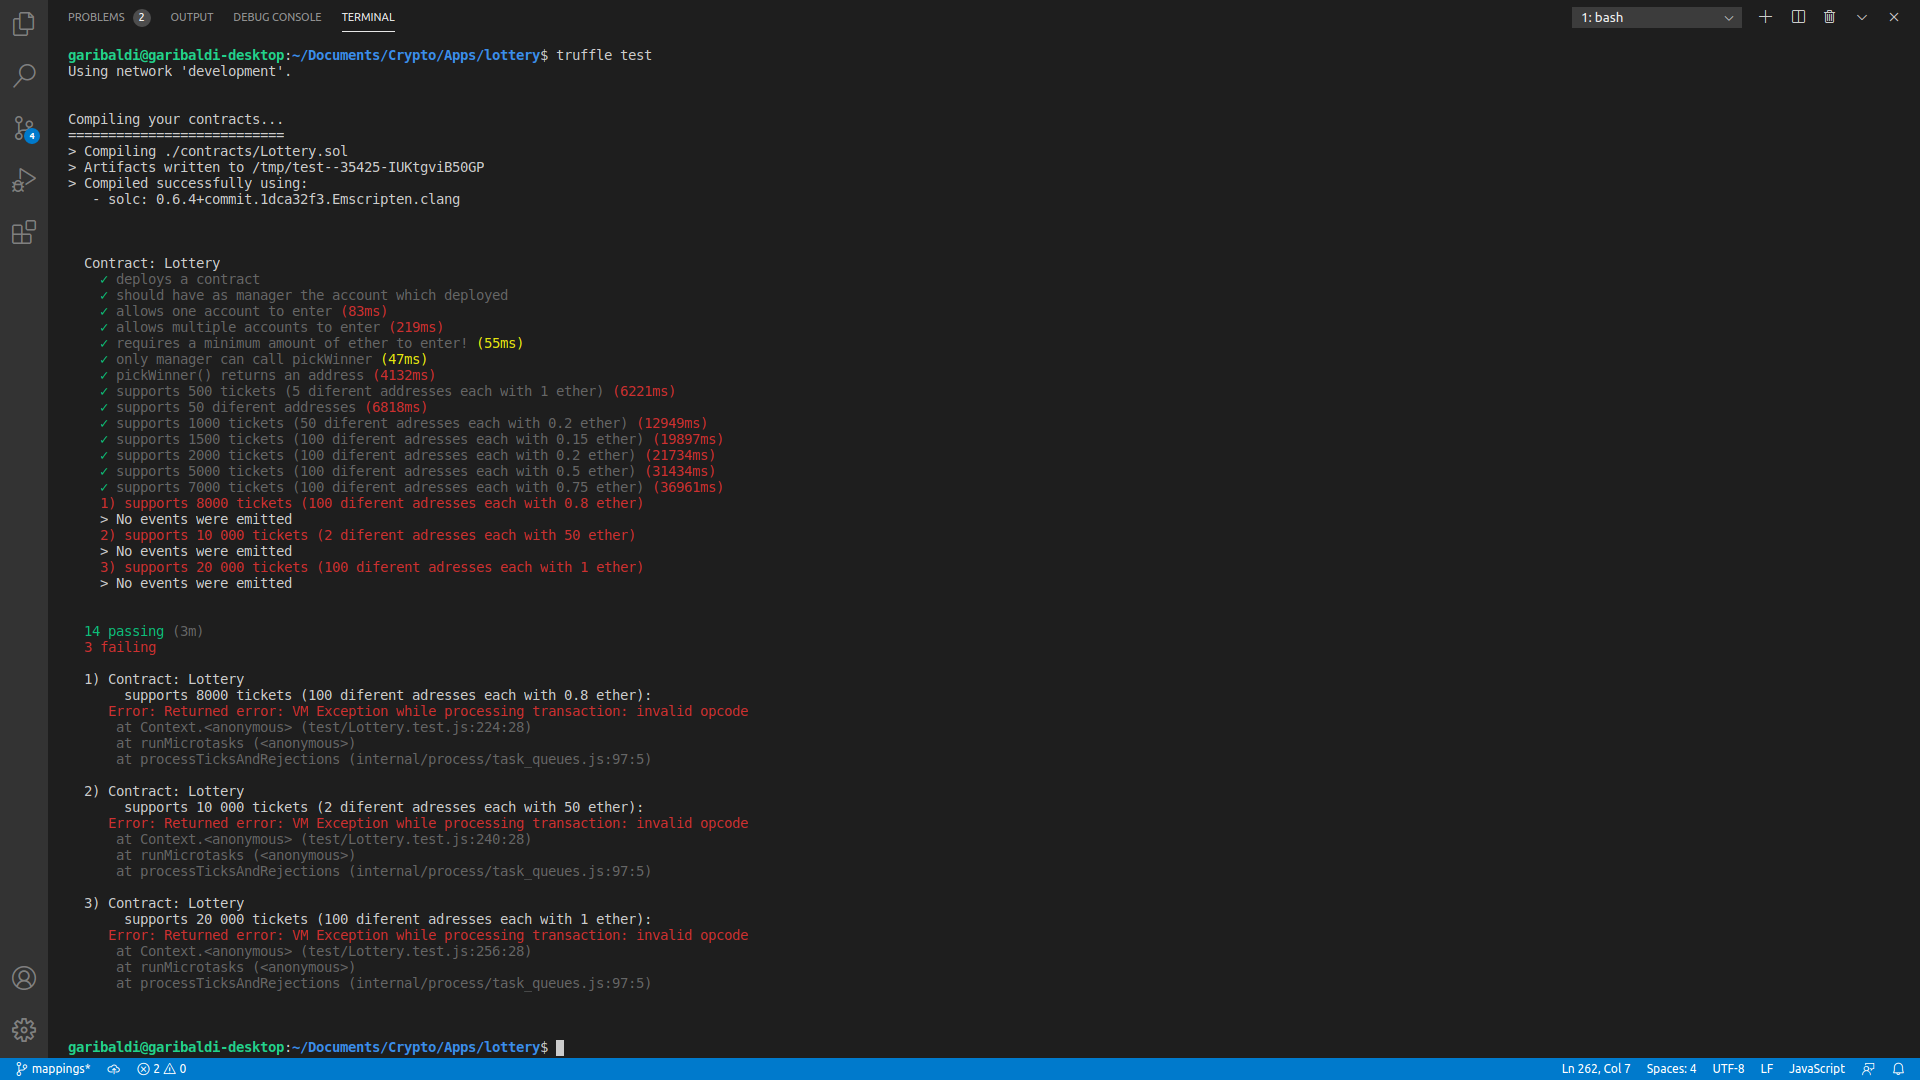 PROBLEMS 2 OUTPUT DEBUG CONSOLE TERMINAL 1: bash
garibaldi@garibaldi-desktop:~/Documents/Crypto/Apps/lottery$ truffle test
Using network 'development'.
Compiling your contracts...
===========================
> Compiling ./contracts/Lottery.sol
> Artifacts written to /tmp/test--35425-IUKtgviB50GP
> Compiled successfully using:
- solc: 0.6.4+commit.1dca32f3.Emscripten.clang
Contract: Lottery
✓ deploys a contract
✓ should have as manager the account which deployed
✓ allows one account to enter (83ms)
✓ allows multiple accounts to enter (219ms)
✓ requires a minimum amount of ether to enter! (55ms)
✓ only manager can call pickWinner (47ms)
✓ pickWinner() returns an address (4132ms)
✓ supports 500 tickets (5 diferent addresses each with 1 ether) (6221ms)
✓ supports 50 diferent addresses (6818ms)
✓ supports 1000 tickets (50 diferent adresses each with 0.2 ether) (12949ms)
✓ supports 1500 tickets (100 diferent adresses each with 0.15 ether) (19897ms)
✓ supports 2000 tickets (100 diferent adresses each with 0.2 ether) (21734ms)
✓ supports 5000 tickets (100 diferent adresses each with 0.5 ether) (31434ms)
✓ supports 7000 tickets (100 diferent adresses each with 0.75 ether) (36961ms)
1) supports 8000 tickets (100 diferent adresses each with 0.8 ether)
> No events were emitted
2) supports 10 000 tickets (2 diferent adresses each with 50 ether)
> No events were emitted
3) supports 20 000 tickets (100 diferent adresses each with 1 ether)
> No events were emitted
14 passing (3m)
3 failing
1) Contract: Lottery
supports 8000 tickets (100 diferent adresses each with 0.8 ether):
Error: Returned error: VM Exception while processing transaction: invalid opcode
at Context.<anonymous> (test/Lottery.test.js:224:28)
at runMicrotasks (<anonymous>)
at processTicksAndRejections (internal/process/task_queues.js:97:5)
2) Contract: Lottery
supports 10 000 tickets (2 diferent adresses each with 50 ether):
Error: Returned error: VM Exception while processing transaction: invalid opcode
at Context.<anonymous> (test/Lottery.test.js:240:28)
at runMicrotasks (<anonymous>)
at processTicksAndRejections (internal/process/task_queues.js:97:5)
3) Contract: Lottery
supports 20 000 tickets (100 diferent adresses each with 1 ether):
Error: Returned error: VM Exception while processing transaction: invalid opcode
at Context.<anonymous> (test/Lottery.test.js:256:28)
at runMicrotasks (<anonymous>)
at processTicksAndRejections (internal/process/task_queues.js:97:5)
garibaldi@garibaldi-desktop:~/Documents/Crypto/Apps/lottery$
4
mappings* 2 0 Ln 262, Col 7 Spaces: 4 UTF-8 LF JavaScript